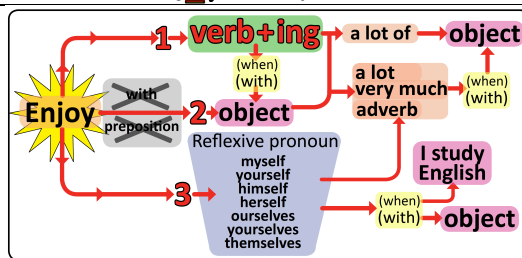 1
verb+ing
a lot of
object
(when)
(with)
a lot
very much
adverb
(when)
(with)
Enjoy
with
preposition
2
object
Reflexive pronoun
myself
yourself
himself
herself
ourselves
yourselves
themselves
3
I study
English
(when)
(with)
object